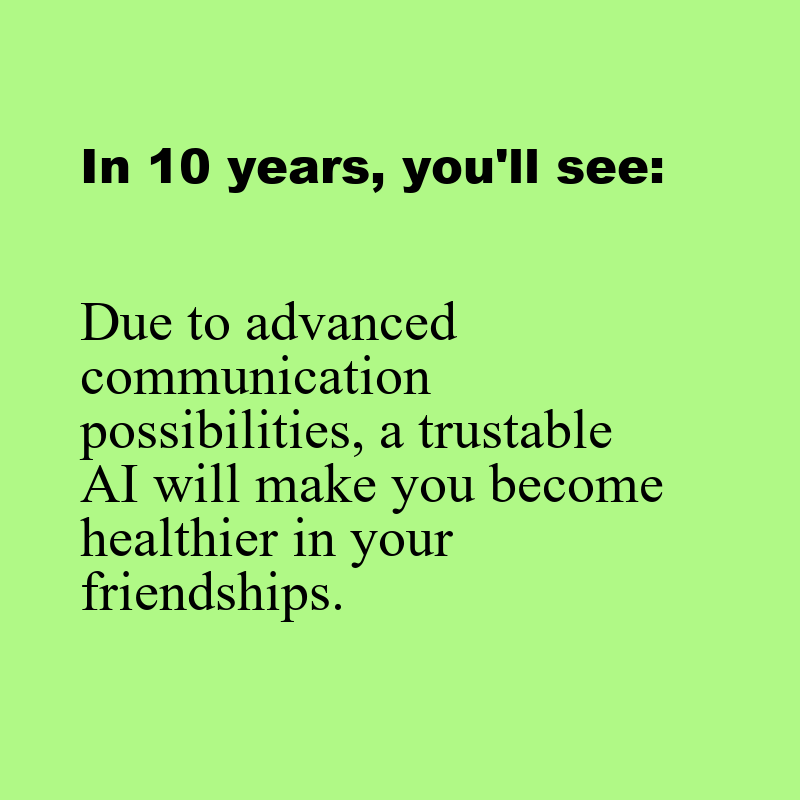 In 10 years, you'll see:
Due to advanced
communication
possibilities, a trustable
AI will make you become
healthier in your
friendships.